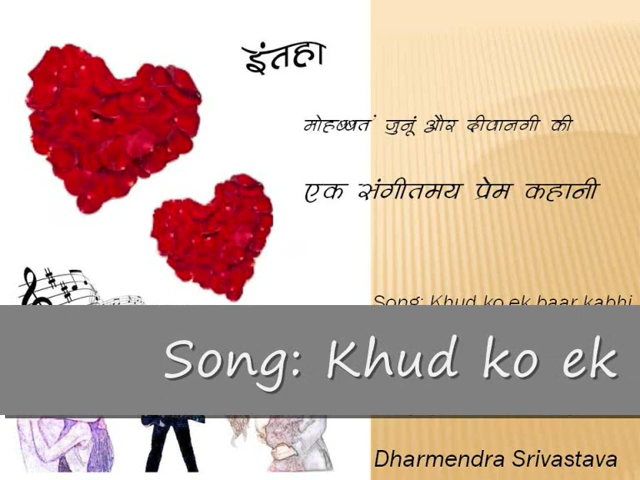 इंतहा
मोहब्बतं जुनूं और दीवानगी की
एक संगीतमय प्रेम कहानी
Song: Khud ko ek baar kabhi
Song: Khud ko ek
Dharmendra Srivastava